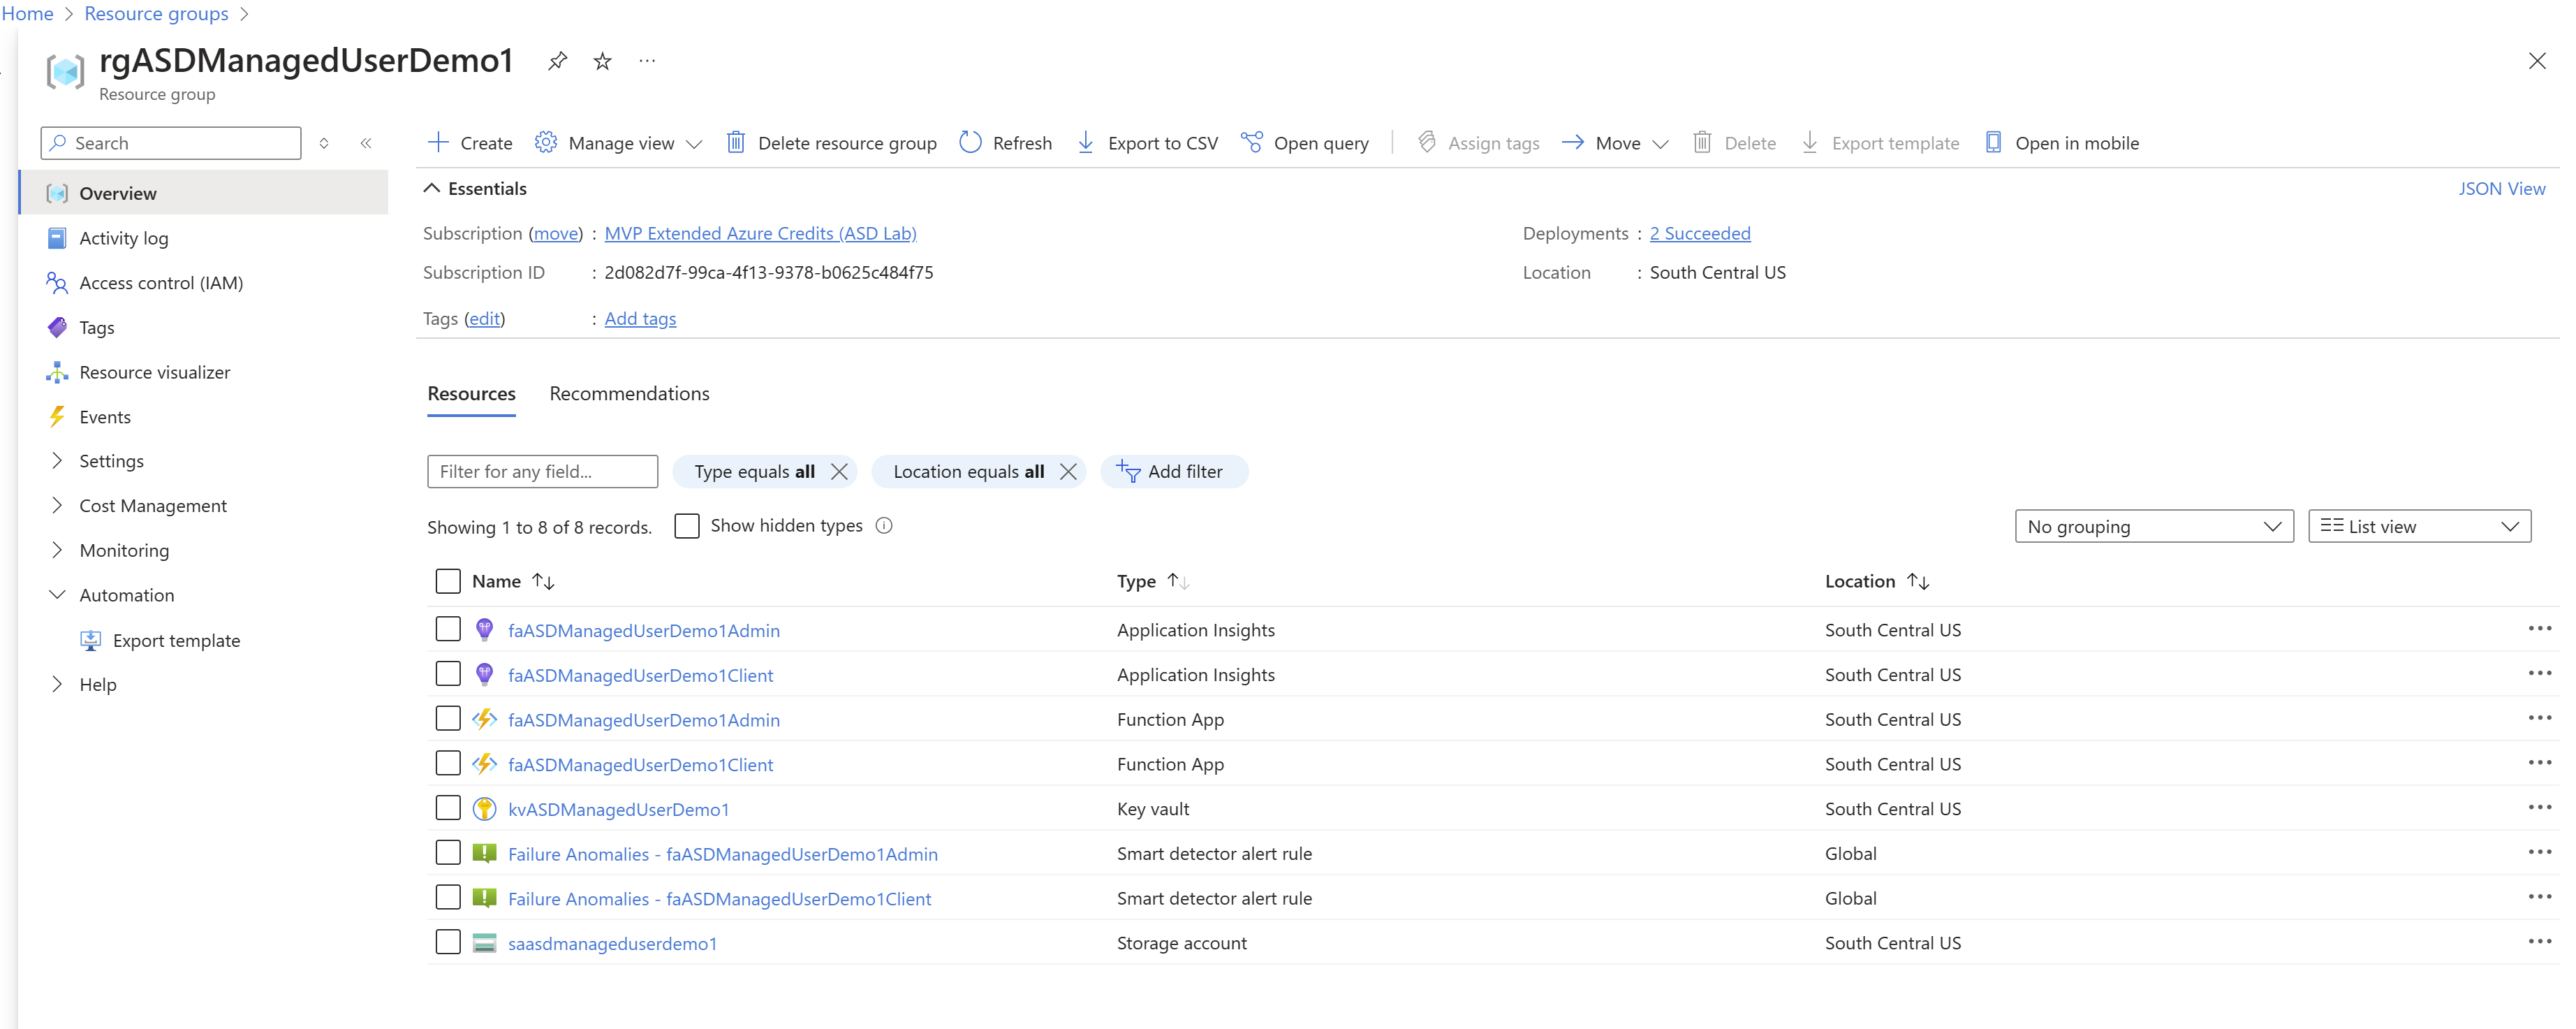 Home > Resource groups >
rgASDManagedUserDemo1
Resource group
Search
Create Manage view Delete resource group Refresh Export to CSV Open query Assign tags Move Delete Export template Open in mobile
Overview
Activity log
Access control (IAM)
Tags
Resource visualizer
Events
Settings
Cost Management
Monitoring
Automation
Export template
Help
Essentials
JSON View
Subscription (move) : MVP Extended Azure Credits (ASD Lab)
Deployments : 2 Succeeded
Subscription ID : 2d082d7f-99ca-4f13-9378-b0625c484f75
Location : South Central US
Tags (edit) : Add tags
Resources Recommendations
Filter for any field... Type equals all Location equals all Add filter
Showing 1 to 8 of 8 records. Show hidden types No grouping List view
Name Type Location
faASDManagedUserDemo1Admin Application Insights South Central US
faASDManagedUserDemo1Client Application Insights South Central US
faASDManagedUserDemo1Admin Function App South Central US
faASDManagedUserDemo1Client Function App South Central US
kvASDManagedUserDemo1 Key vault South Central US
Failure Anomalies - faASDManagedUserDemo1Admin Smart detector alert rule Global
Failure Anomalies - faASDManagedUserDemo1Client Smart detector alert rule Global
saasdmanageduserdemo1 Storage account South Central US